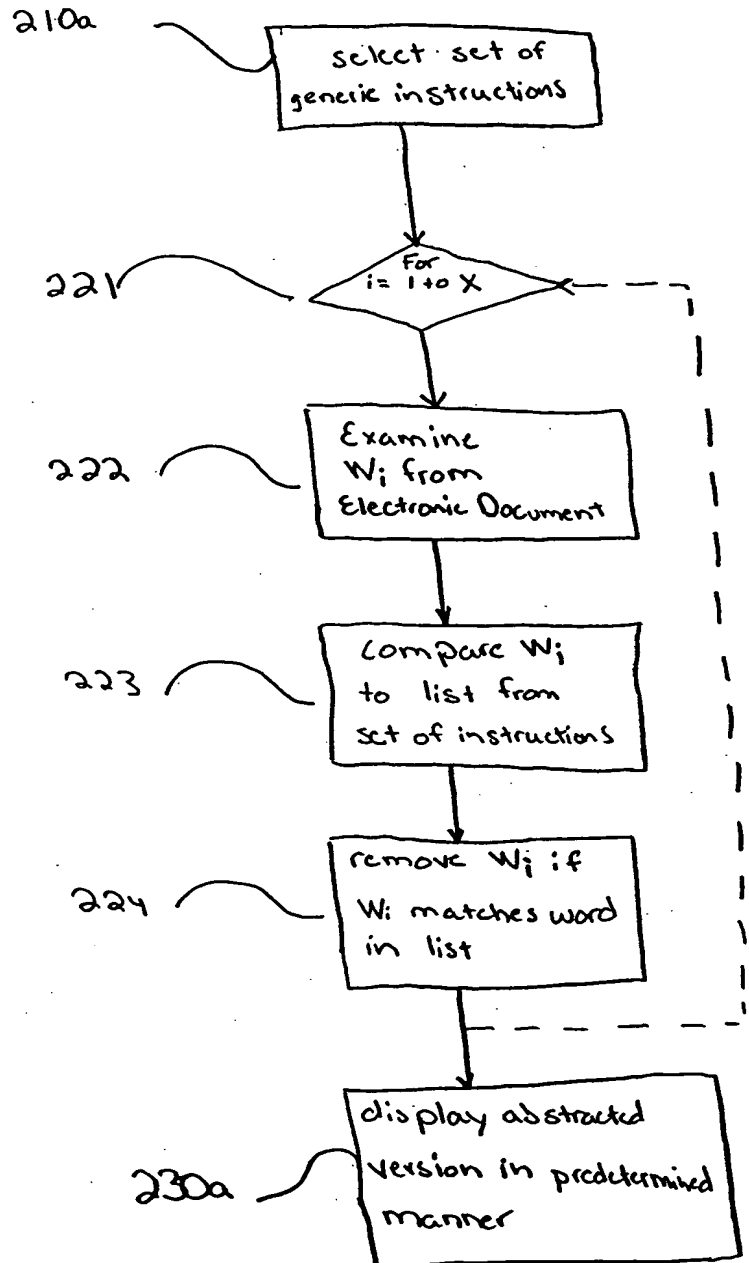 210a
select set of
generic instructions
221
For
i= 1 to X
222
Examine
Wi from
Electronic Document
223
compare Wi
to list from
set of instructions
224
remove Wi if
Wi matches word
in list
230a
display abstracted
version in predetermined
manner